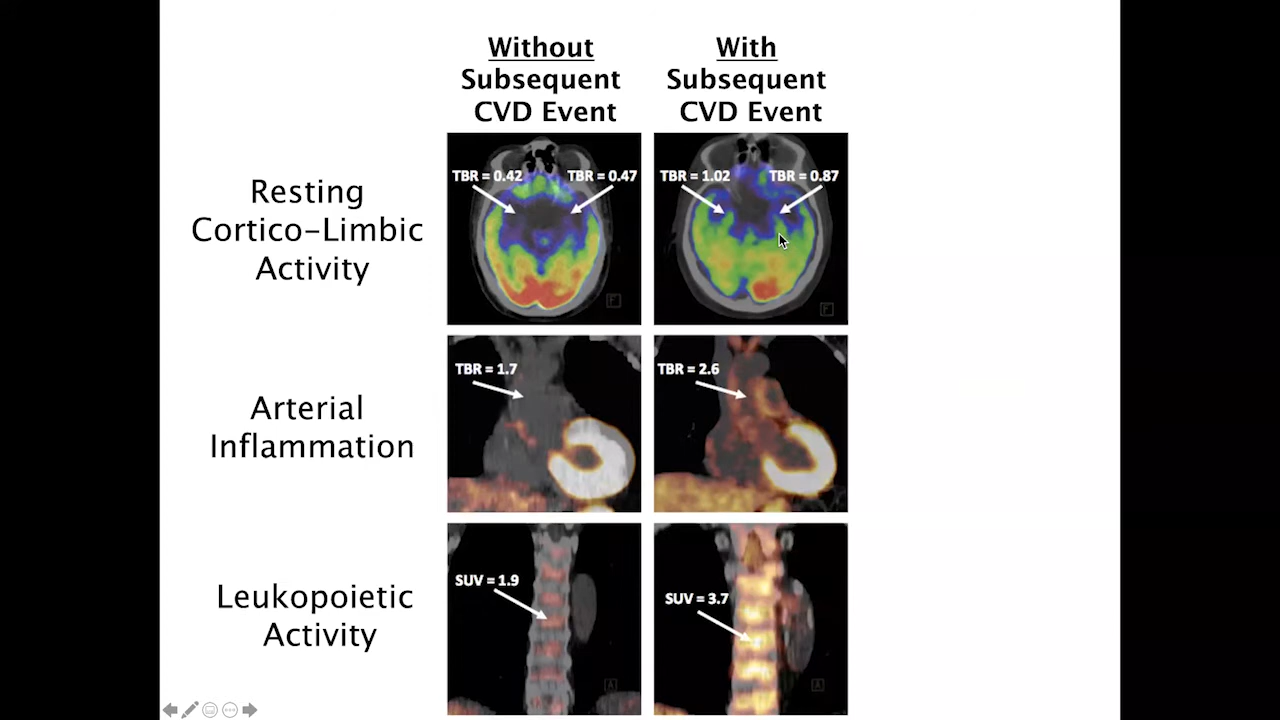 Without
Subsequent
CVD Event
With
Subsequent
CVD Event
Resting
Cortico-Limbic
Activity
TBR = 0.42
TBR = 0.47
F
TBR = 1.02
TBR = 0.87
F
Arterial
Inflammation
TBR = 1.7
TBR = 2.6
Leukopoietic
Activity
SUV = 1.9
A
SUV = 3.7
A